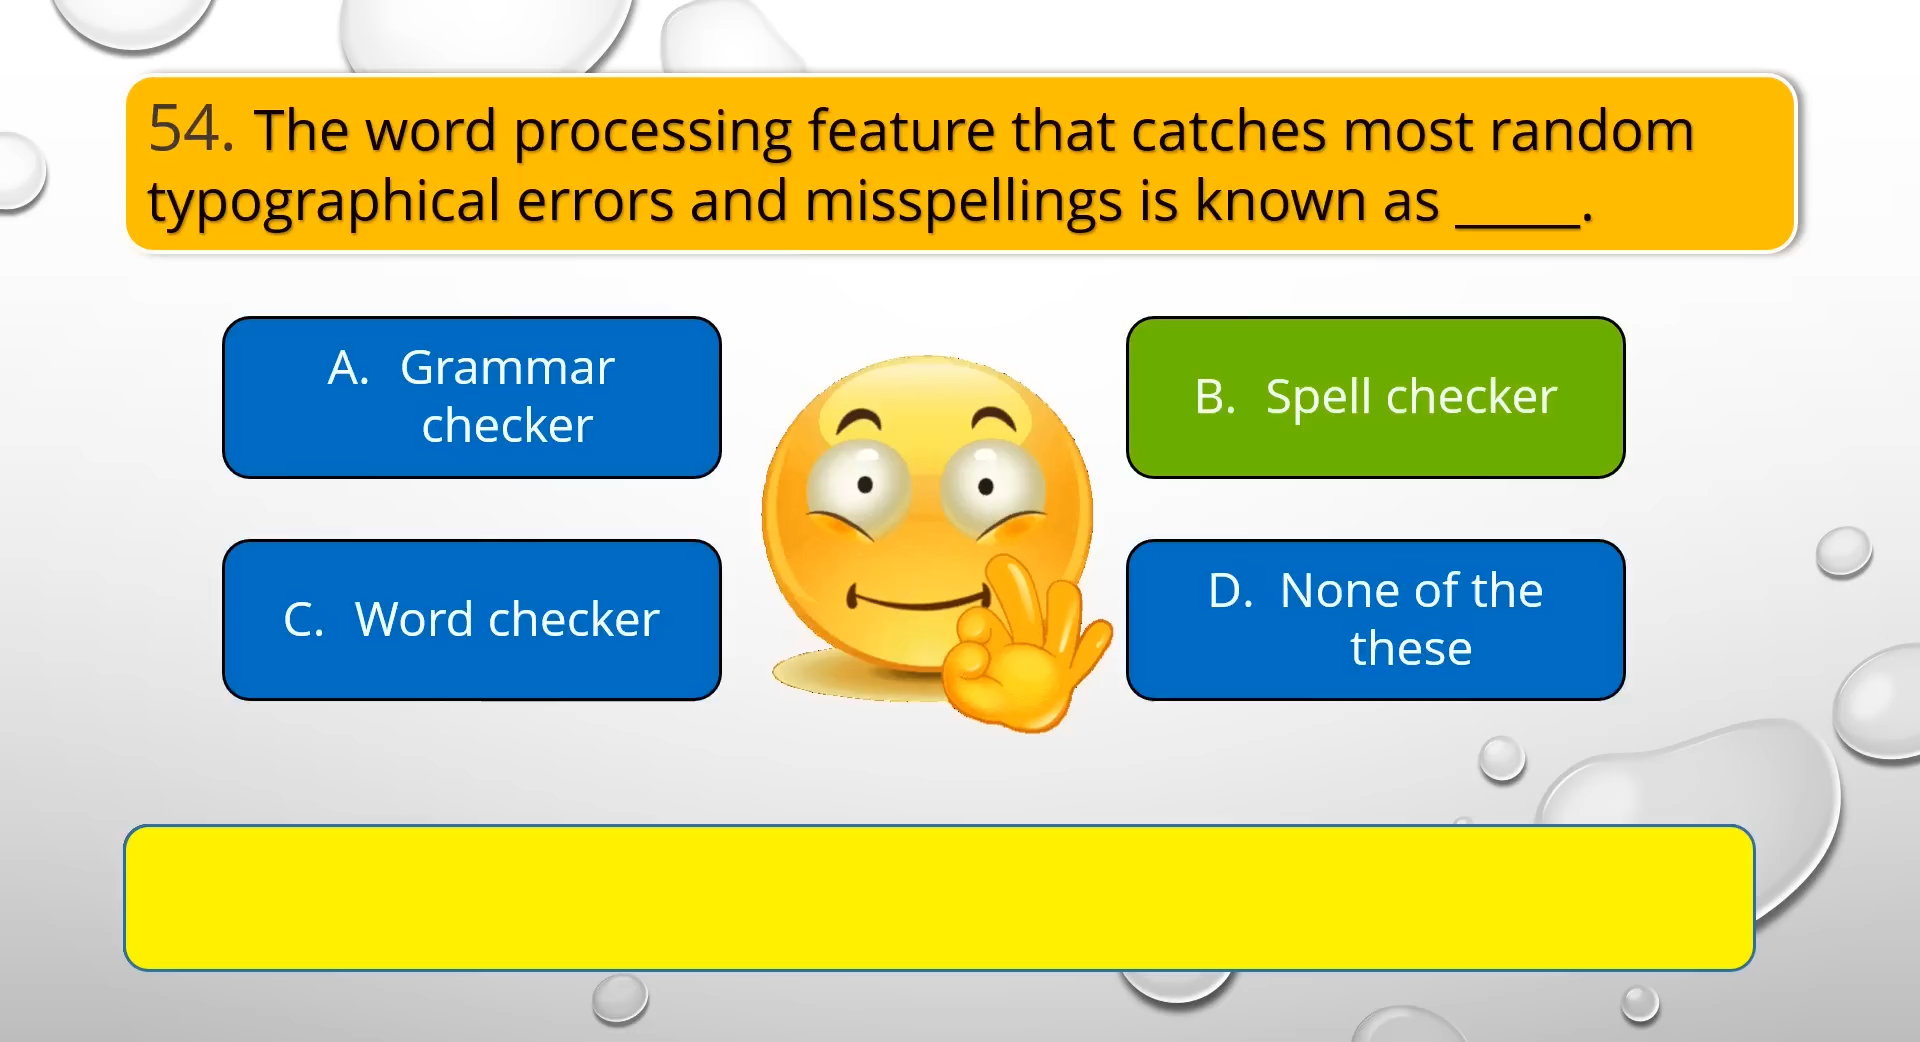 54. The word processing feature that catches most random
typographical errors and misspellings is known as _____.
A. Grammar
checker
B. Spell checker
C. Word checker
D. None of the
these